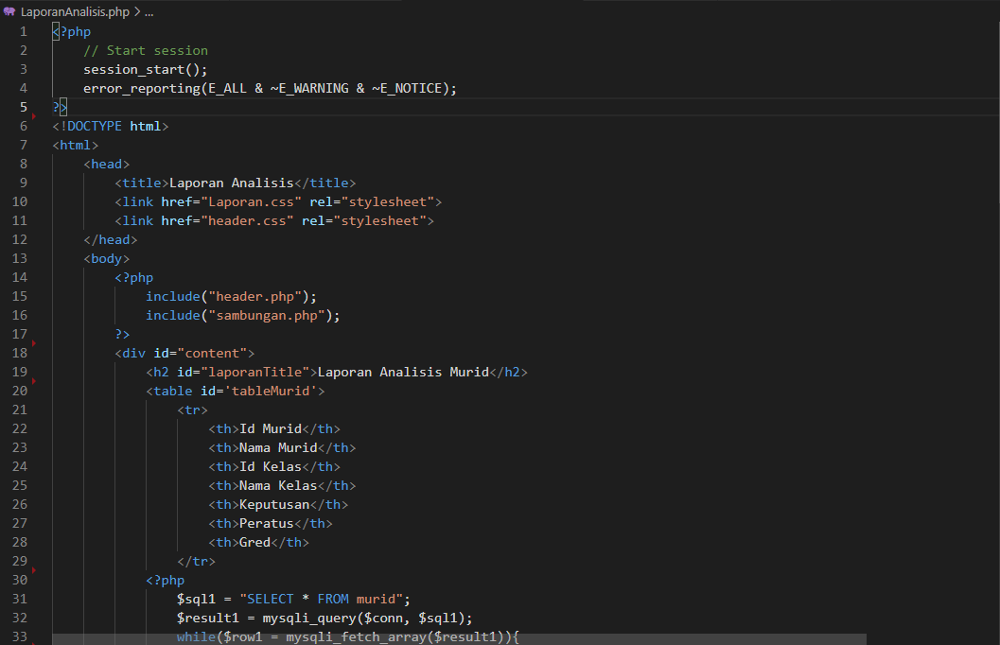 LaporanAnalisis.php > ...
1 <?php
2 // Start session
3 session_start();
4 error_reporting(E_ALL & ~E_WARNING & ~E_NOTICE);
5 ?>
6 <!DOCTYPE html>
7 <html>
8 <head>
9 <title>Laporan Analisis</title>
10 <link href="Laporan.css" rel="stylesheet">
11 <link href="header.css" rel="stylesheet">
12 </head>
13 <body>
14 <?php
15 include("header.php");
16 include("sambungan.php");
17 ?>
18 <div id="content">
19 <h2 id="laporanTitle">Laporan Analisis Murid</h2>
20 <table id='tableMurid'>
21 <tr>
22 <th>Id Murid</th>
23 <th>Nama Murid</th>
24 <th>Id Kelas</th>
25 <th>Nama Kelas</th>
26 <th>Keputusan</th>
27 <th>Peratus</th>
28 <th>Gred</th>
29 </tr>
30 <?php
31 $sql1 = "SELECT * FROM murid";
32 $result1 = mysqli_query($conn, $sql1);
33 while($row1 = mysqli_fetch_array($result1)){